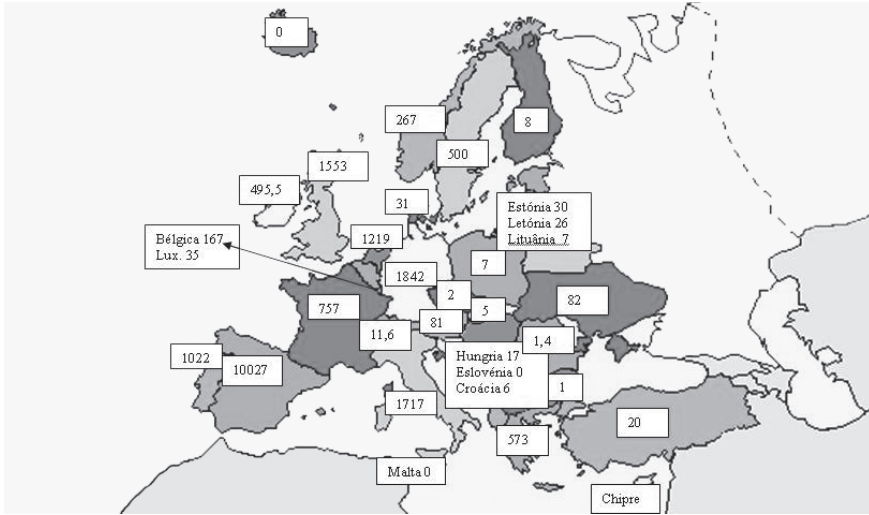 0
267
8
1553
500
495,5
31
Estónia 30
Letónia 26
Lituânia 7
Bélgica 167
Lux. 35
1219
1842
7
2
757
5
82
81
11,6
1,4
Hungria 17
Eslovénia 0
Croácia 6
1022
10027
1
1717
20
573
Malta 0
Chipre